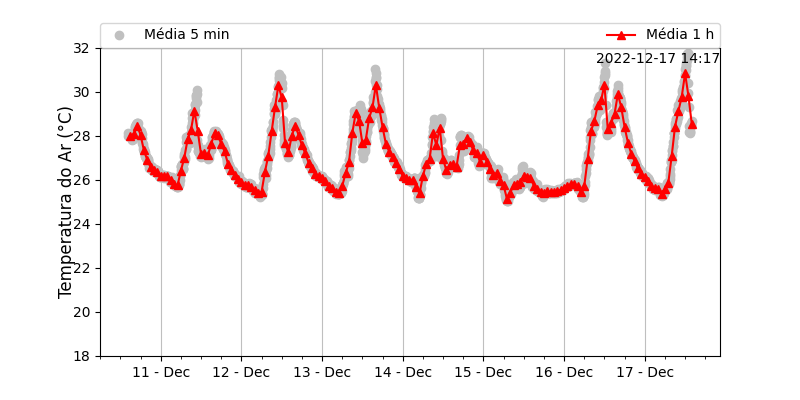 Média 5 min
Média 1 h
2022-12-17 14:17
Temperatura do Ar (°C)
32
30
28
26
24
22
20
18
11 - Dec
12 - Dec
13 - Dec
14 - Dec
15 - Dec
16 - Dec
17 - Dec